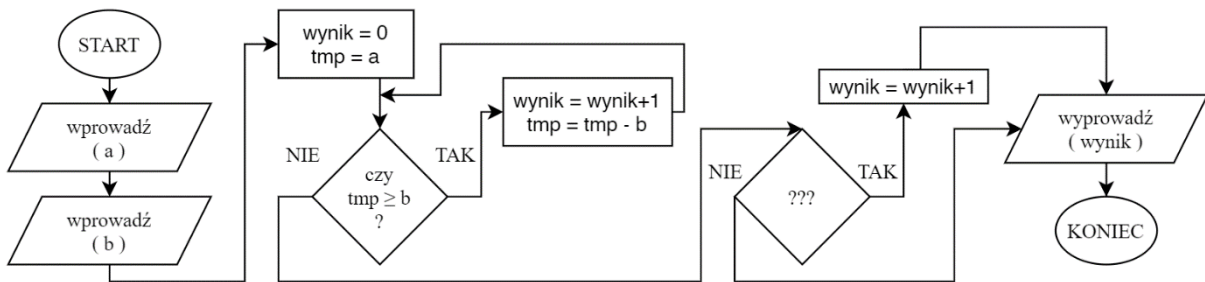 START
wprowadź
( a )
wprowadź
( b )
wynik = 0
tmp = a
czy
tmp ≥ b
?
NIE
TAK
wynik = wynik+1
tmp = tmp - b
???
NIE
TAK
wynik = wynik+1
wyprowadź
( wynik )
KONIEC